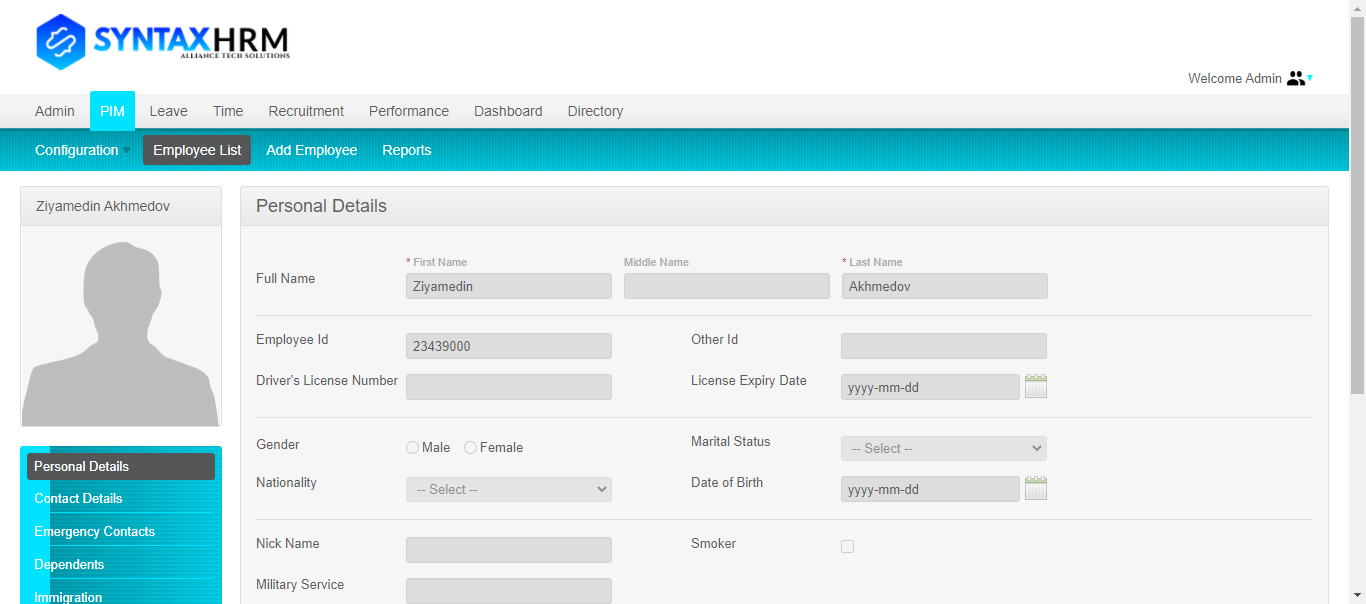 SYNTAXHRM
ALLIANCE TECH SOLUTIONS
Welcome Admin
Admin PIM Leave Time Recruitment Performance Dashboard Directory
Configuration Employee List Add Employee Reports
Ziyamedin Akhmedov
Personal Details
* First Name Middle Name * Last Name
Full Name
Ziyamedin Akhmedov
Employee Id 23439000 Other Id
Driver's License Number License Expiry Date yyyy-mm-dd
Gender Male Female Marital Status -- Select --
Nationality -- Select -- Date of Birth yyyy-mm-dd
Nick Name Smoker
Military Service
Personal Details
Contact Details
Emergency Contacts
Dependents
Immigration